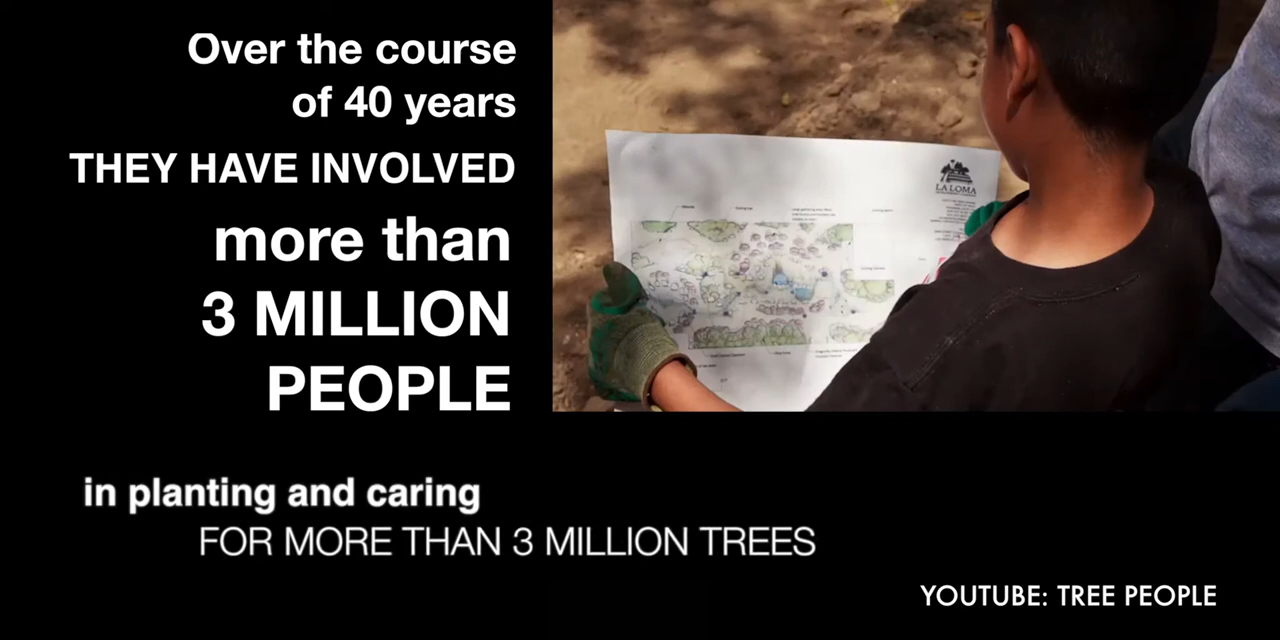 Over the course
of 40 years
THEY HAVE INVOLVED
more than
3 MILLION
PEOPLE
LA LOMA
in planting and caring
FOR MORE THAN 3 MILLION TREES
YOUTUBE: TREE PEOPLE